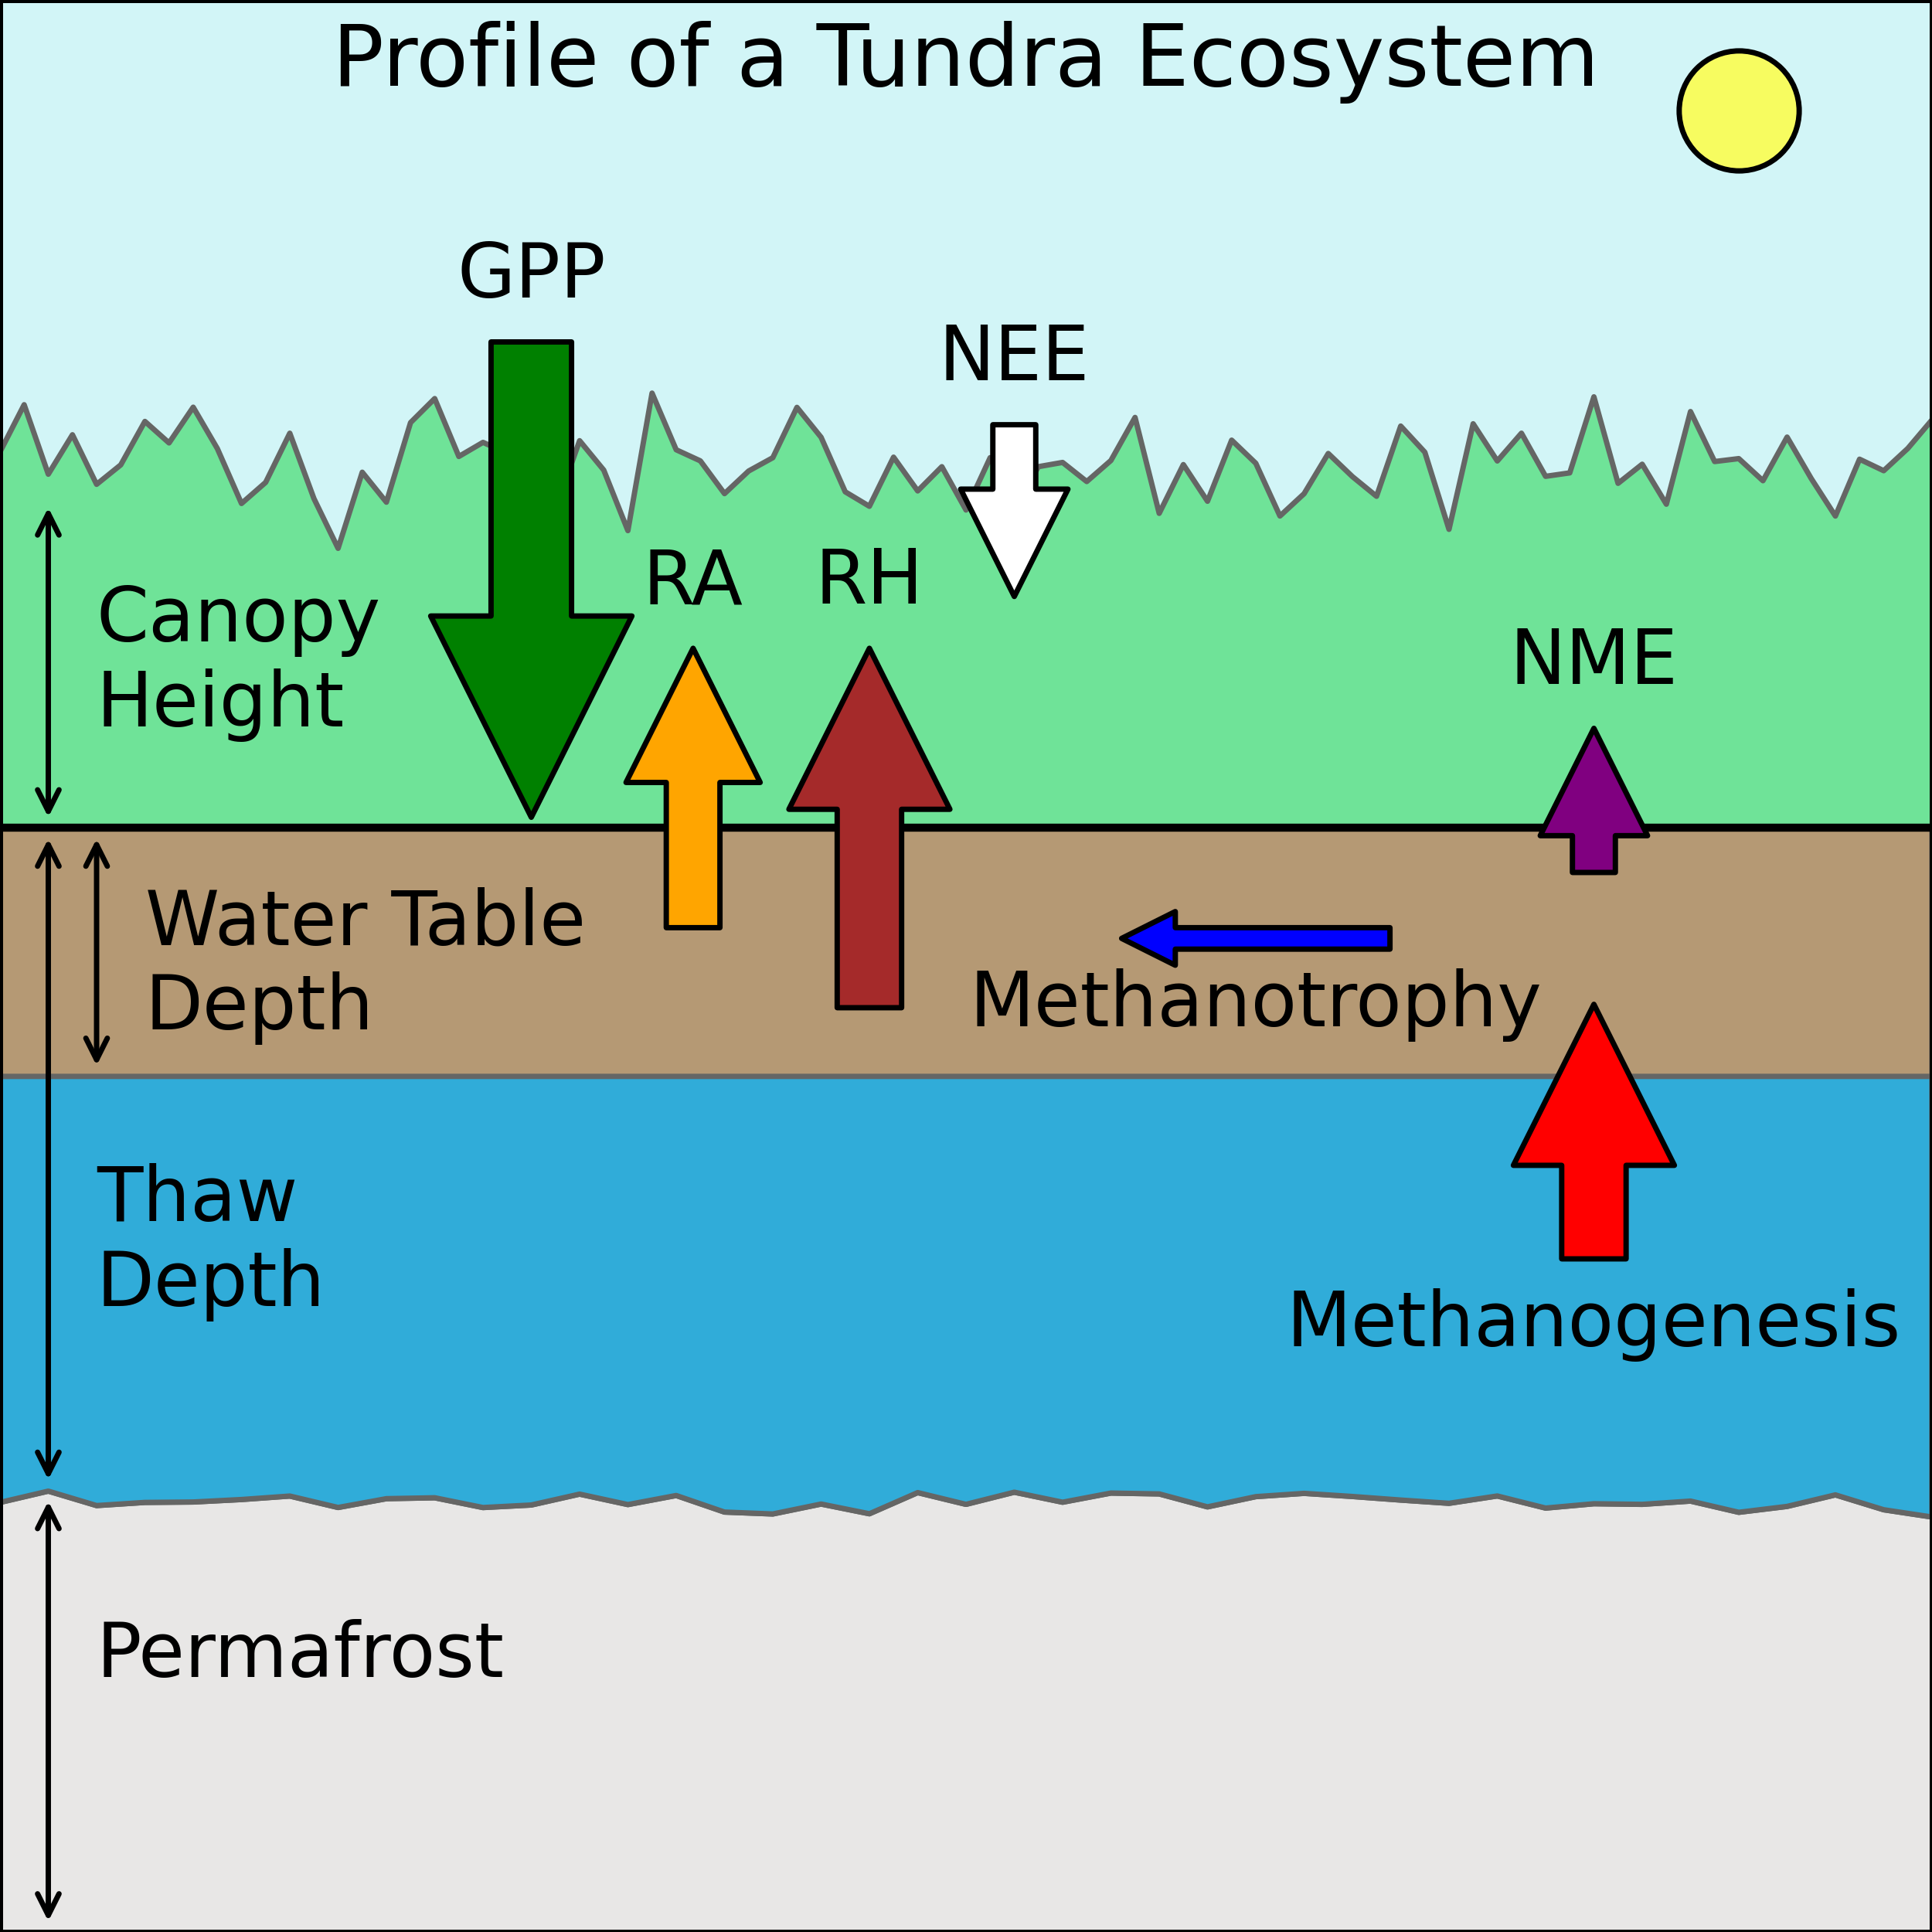 Profile of a Tundra Ecosystem
GPP
NEE
RA
RH
Canopy
Height
NME
Water Table
Depth
Methanotrophy
Thaw
Depth
Methanogenesis
Permafrost